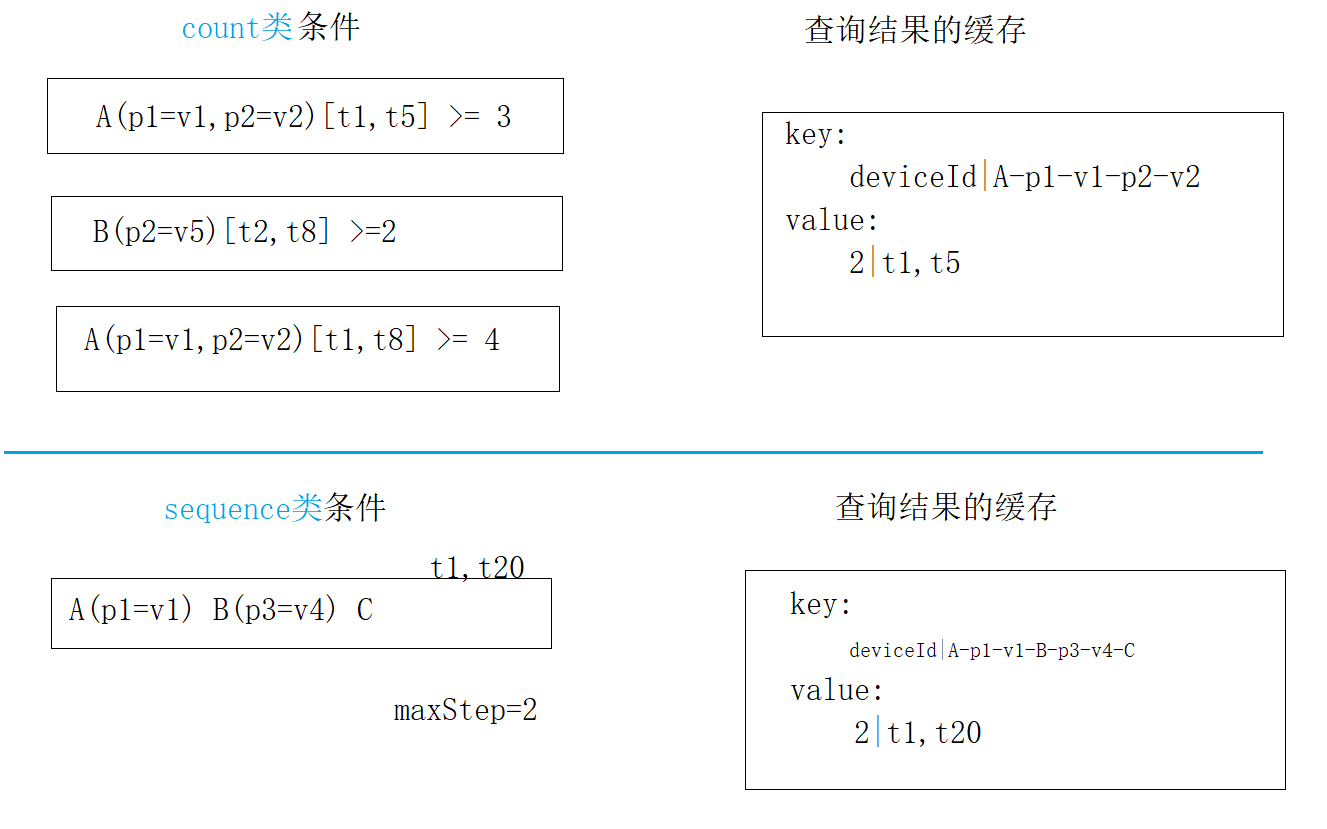 count类条件
A(p1=v1,p2=v2)[t1,t5] >= 3
B(p2=v5)[t2,t8] >=2
A(p1=v1,p2=v2)[t1,t8] >= 4
查询结果的缓存
key:
deviceId|A-p1-v1-p2-v2
value:
2|t1,t5
sequence类条件
t1,t20
A(p1=v1) B(p3=v4) C
maxStep=2
查询结果的缓存
key:
deviceId|A-p1-v1-B-p3-v4-C
value:
2|t1,t20